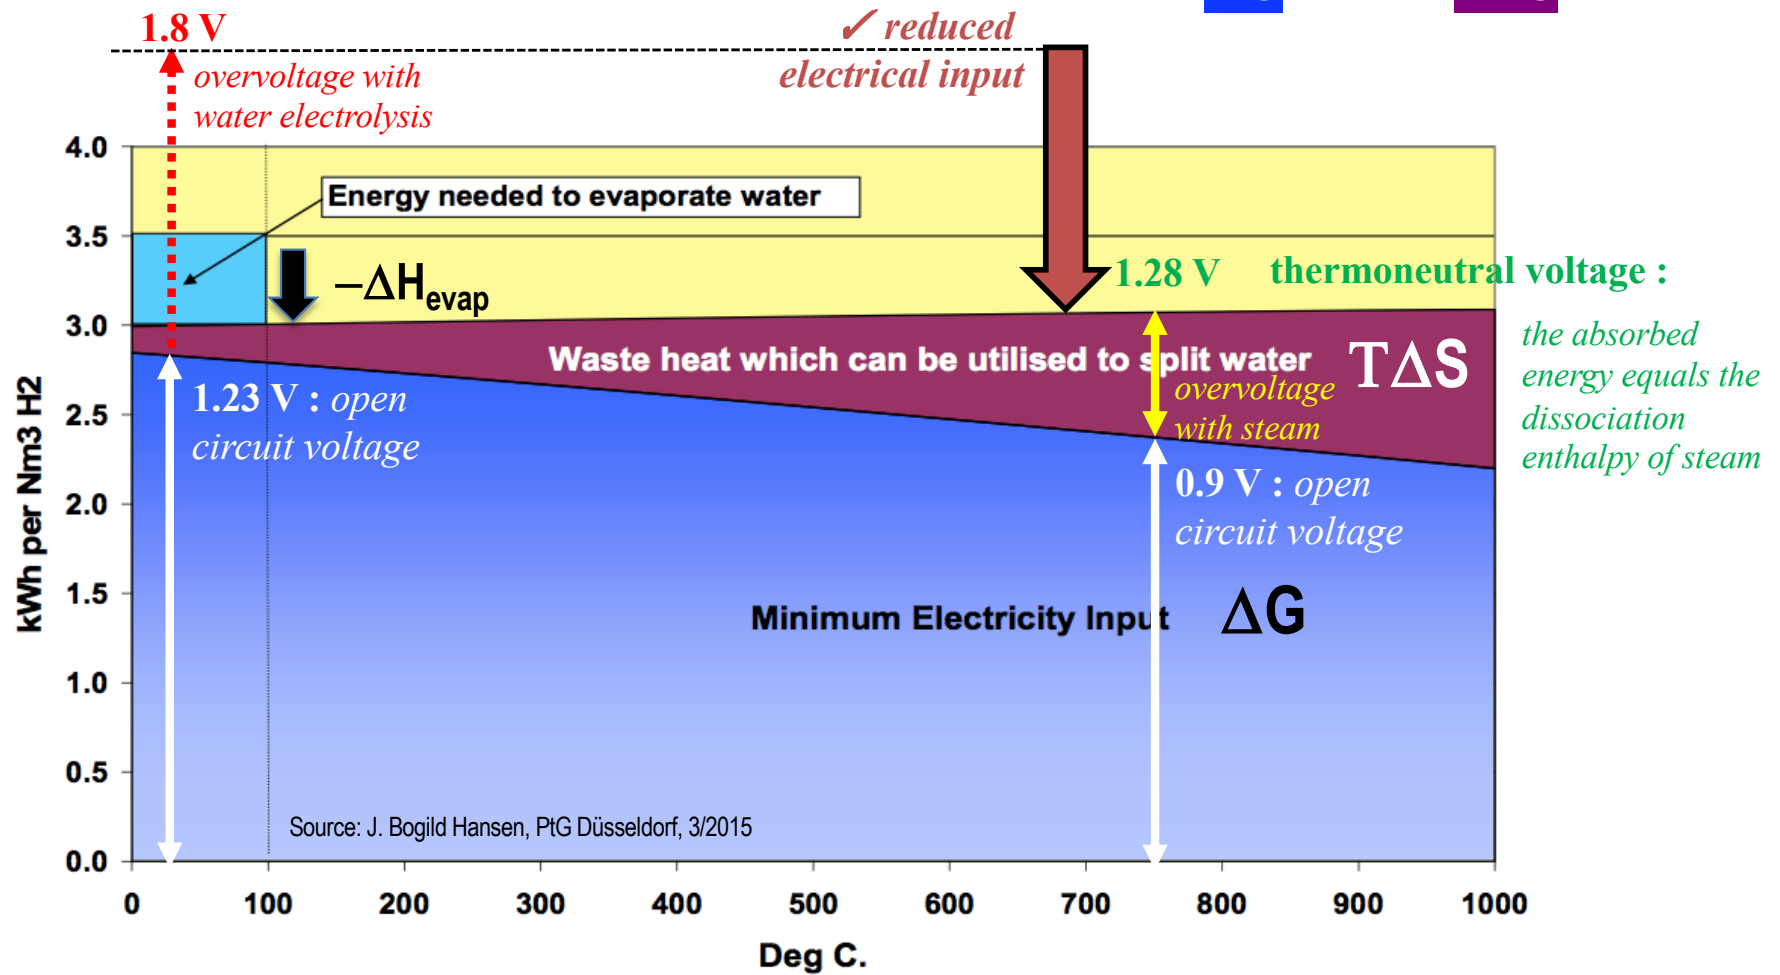 1.8 V
✓ reduced
electrical input
overvoltage with
water electrolysis
4.0
3.5
3.0
2.5
2.0
1.5
1.0
0.5
0.0
kWh per Nm3 H2
Energy needed to evaporate water
−ΔHevap
1.28 V thermoneutral voltage :
the absorbed
energy equals the
dissociation
enthalpy of steam
Waste heat which can be utilised to split water
TΔS
overvoltage
with steam
1.23 V : open
circuit voltage
0.9 V : open
circuit voltage
Minimum Electricity Input
ΔG
Source: J. Bogild Hansen, PtG Düsseldorf, 3/2015
0 100 200 300 400 500 600 700 800 900 1000
Deg C.